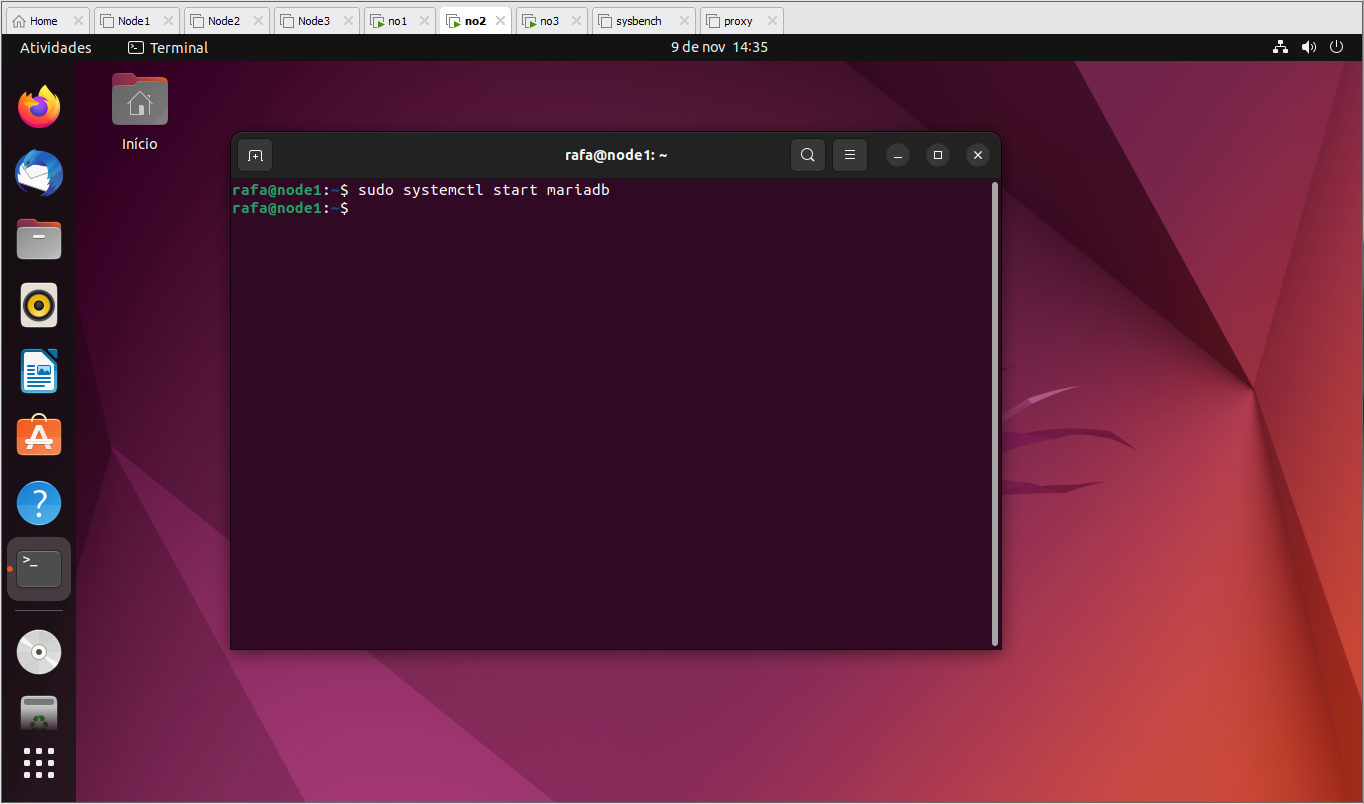 Home Node1 Node2 Node3 no1 no2 no3 sysbench proxy
Atividades Terminal 9 de nov 14:35
Início
rafa@node1: ~
rafa@node1:~$ sudo systemctl start mariadb
rafa@node1:~$